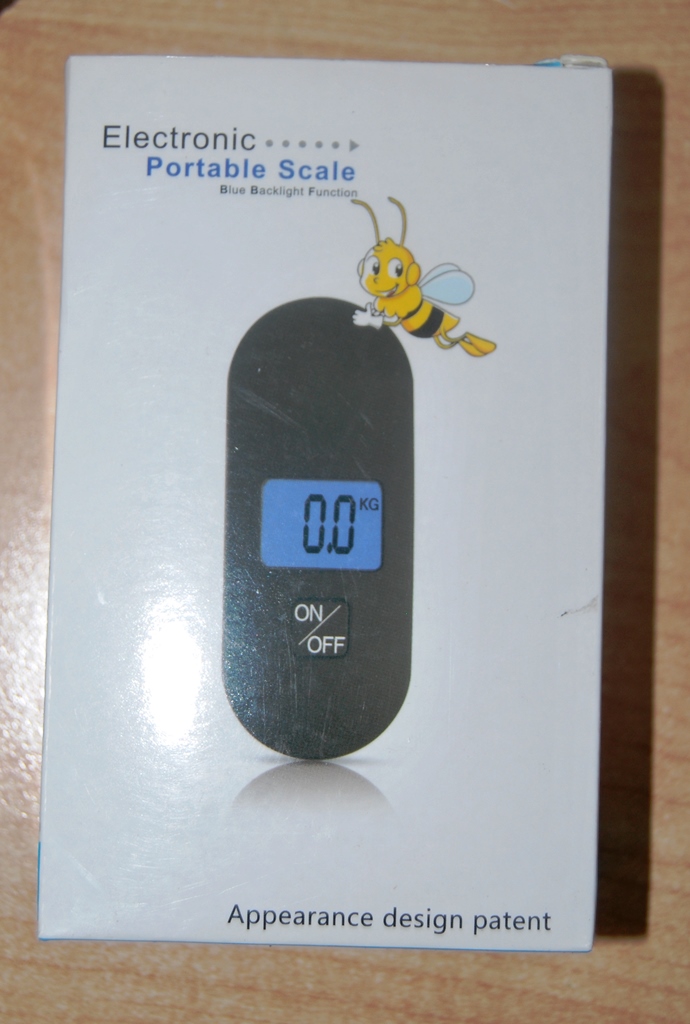 Electronic
Portable Scale
Blue Backlight Function
0.0 KG
ON/OFF
Appearance design patent